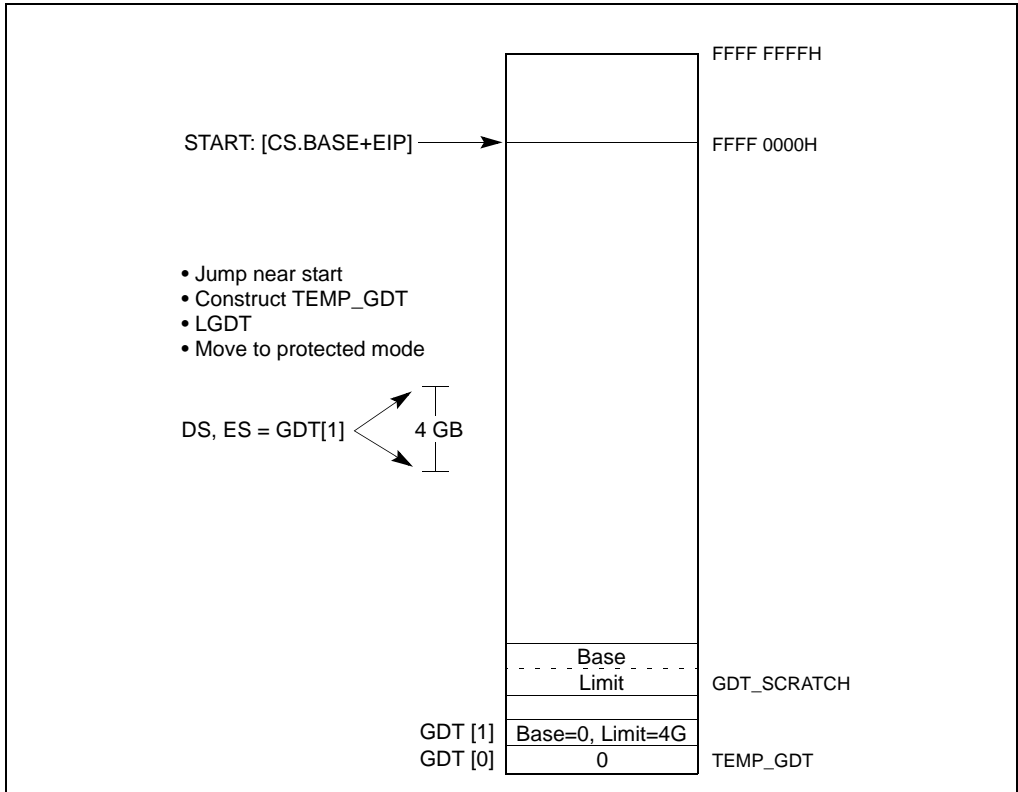 FFFF FFFFH
START: [CS.BASE+EIP]
FFFF 0000H
• Jump near start
• Construct TEMP_GDT
• LGDT
• Move to protected mode
DS, ES = GDT[1]
4 GB
Base
Limit
GDT_SCRATCH
GDT [1]
Base=0, Limit=4G
GDT [0]
0
TEMP_GDT